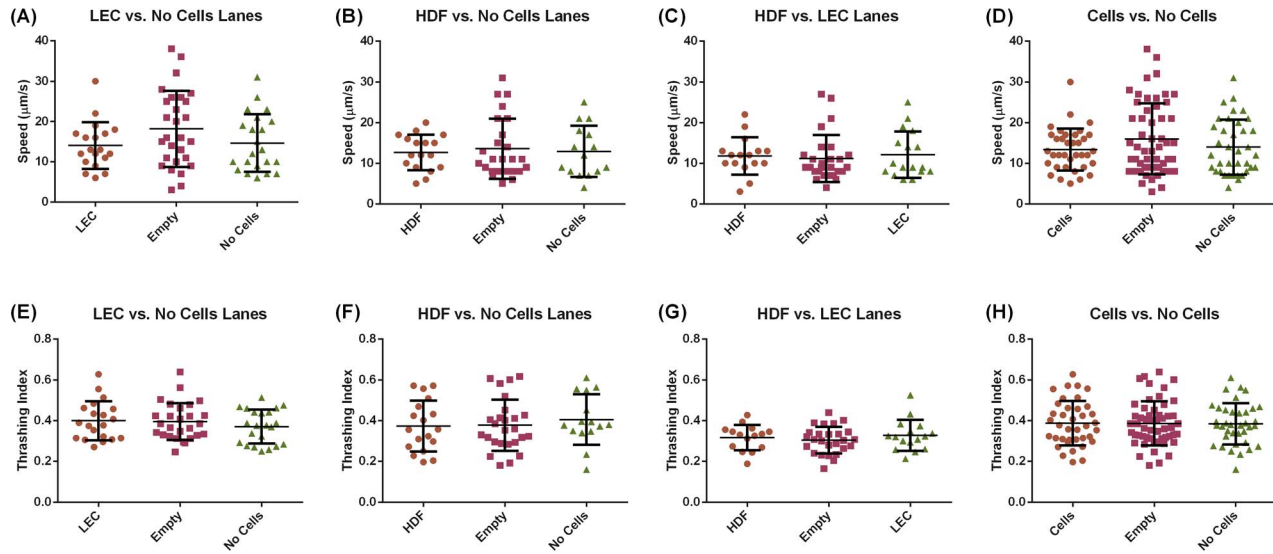 (A) LEC vs. No Cells Lanes
Speed (μm/s)
40
30
20
10
0
LEC
Empty
No Cells
(B) HDF vs. No Cells Lanes
Speed (μm/s)
40
30
20
10
0
HDF
Empty
No Cells
(C) HDF vs. LEC Lanes
Speed (μm/s)
40
30
20
10
0
HDF
Empty
LEC
(D) Cells vs. No Cells
Speed (μm/s)
40
30
20
10
0
Cells
Empty
No Cells
(E) LEC vs. No Cells Lanes
Thrashing Index
0.8
0.6
0.4
0.2
0.0
LEC
Empty
No Cells
(F) HDF vs. No Cells Lanes
Thrashing Index
0.8
0.6
0.4
0.2
0.0
HDF
Empty
No Cells
(G) HDF vs. LEC Lanes
Thrashing Index
0.8
0.6
0.4
0.2
0.0
HDF
Empty
LEC
(H) Cells vs. No Cells
Thrashing Index
0.8
0.6
0.4
0.2
0.0
Cells
Empty
No Cells